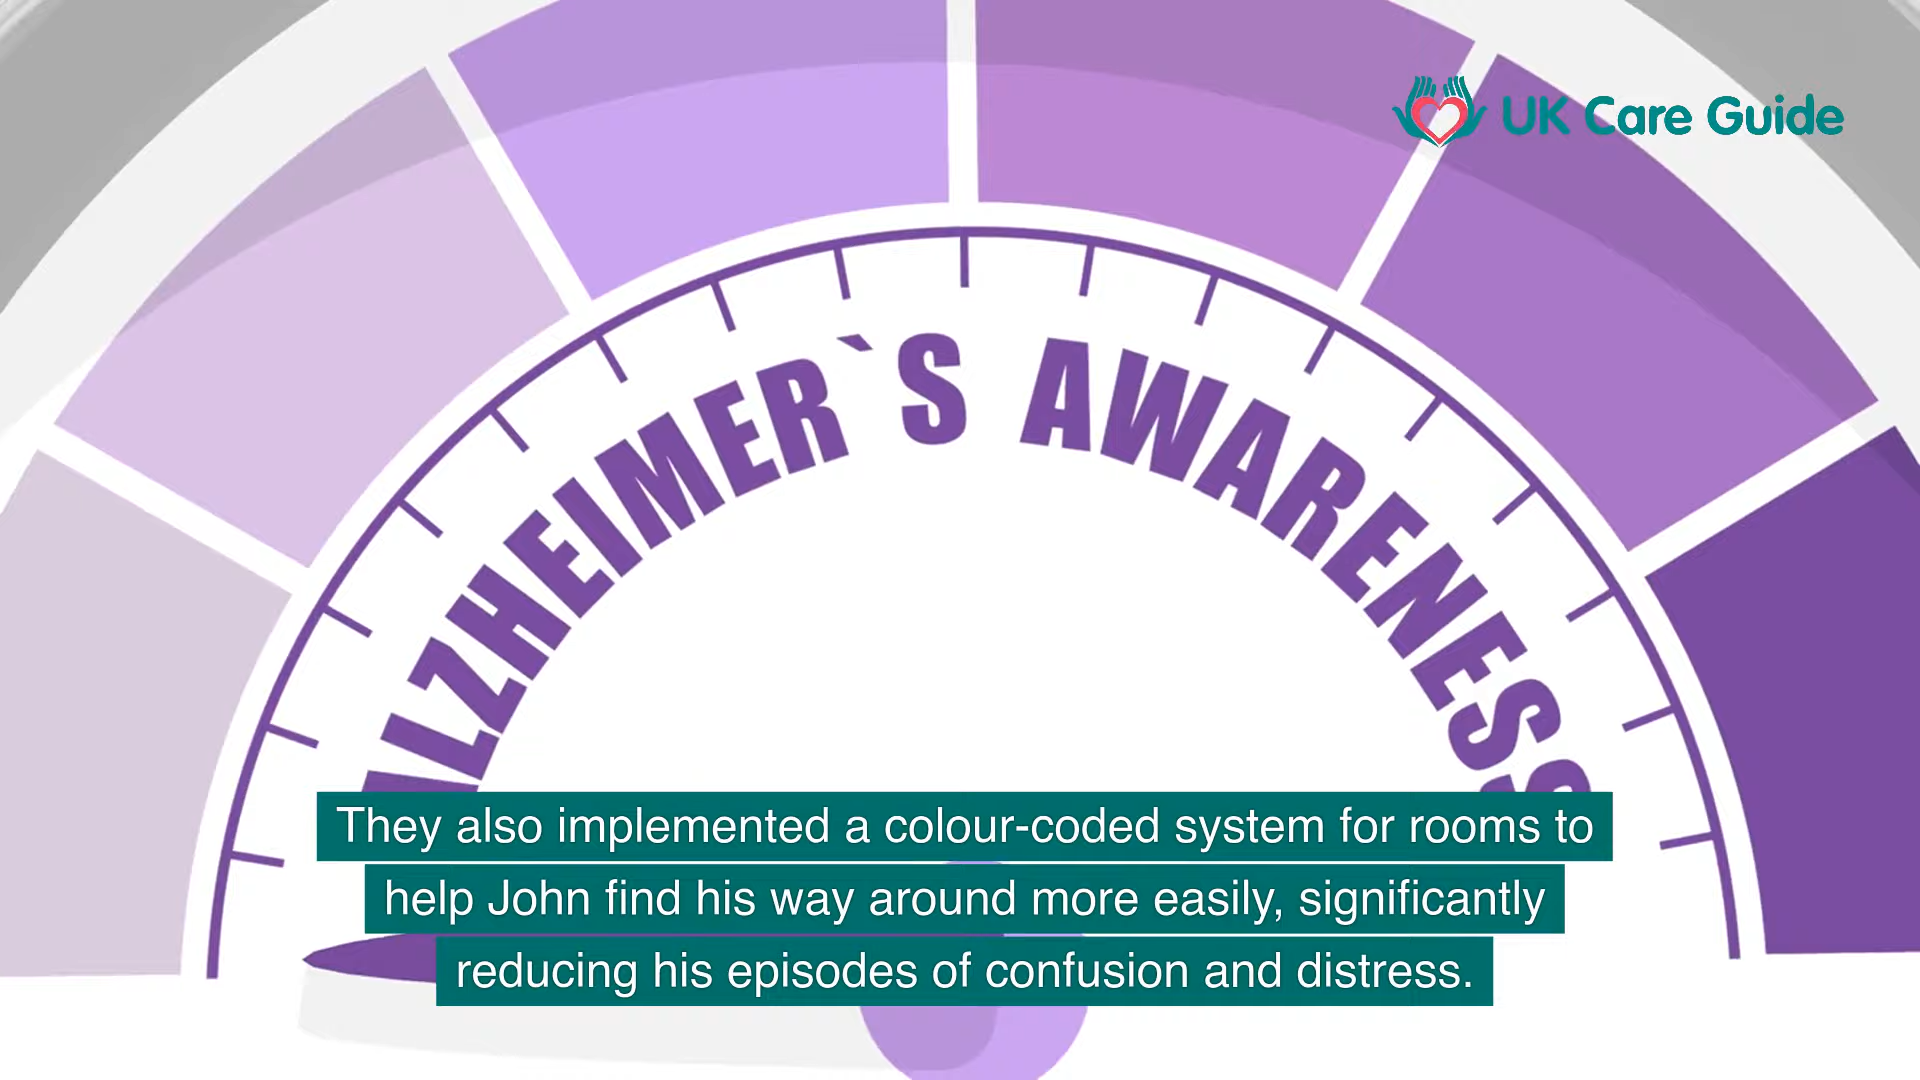 UK Care Guide
ALZHEIMER`S AWARENESS
They also implemented a colour-coded system for rooms to
help John find his way around more easily, significantly
reducing his episodes of confusion and distress.